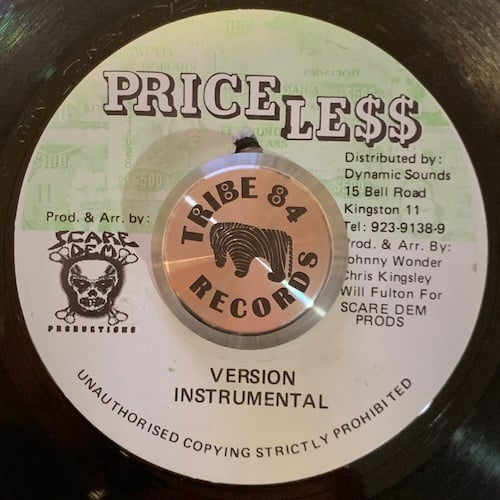 PRICELE$$
Distributed by:
Dynamic Sounds
15 Bell Road
Kingston 11
Tel: 923-9138-9
Prod. & Arr. By:
Johnny Wonder
Chris Kingsley
Will Fulton For
SCARE DEM
PRODS
Prod. & Arr. by:
SCARE
DEM
PRODUCTIONS
TRIBE 84
RECORDS
VERSION
INSTRUMENTAL
UNAUTHORISED COPYING STRICTLY PROHIBITED
$100
$500